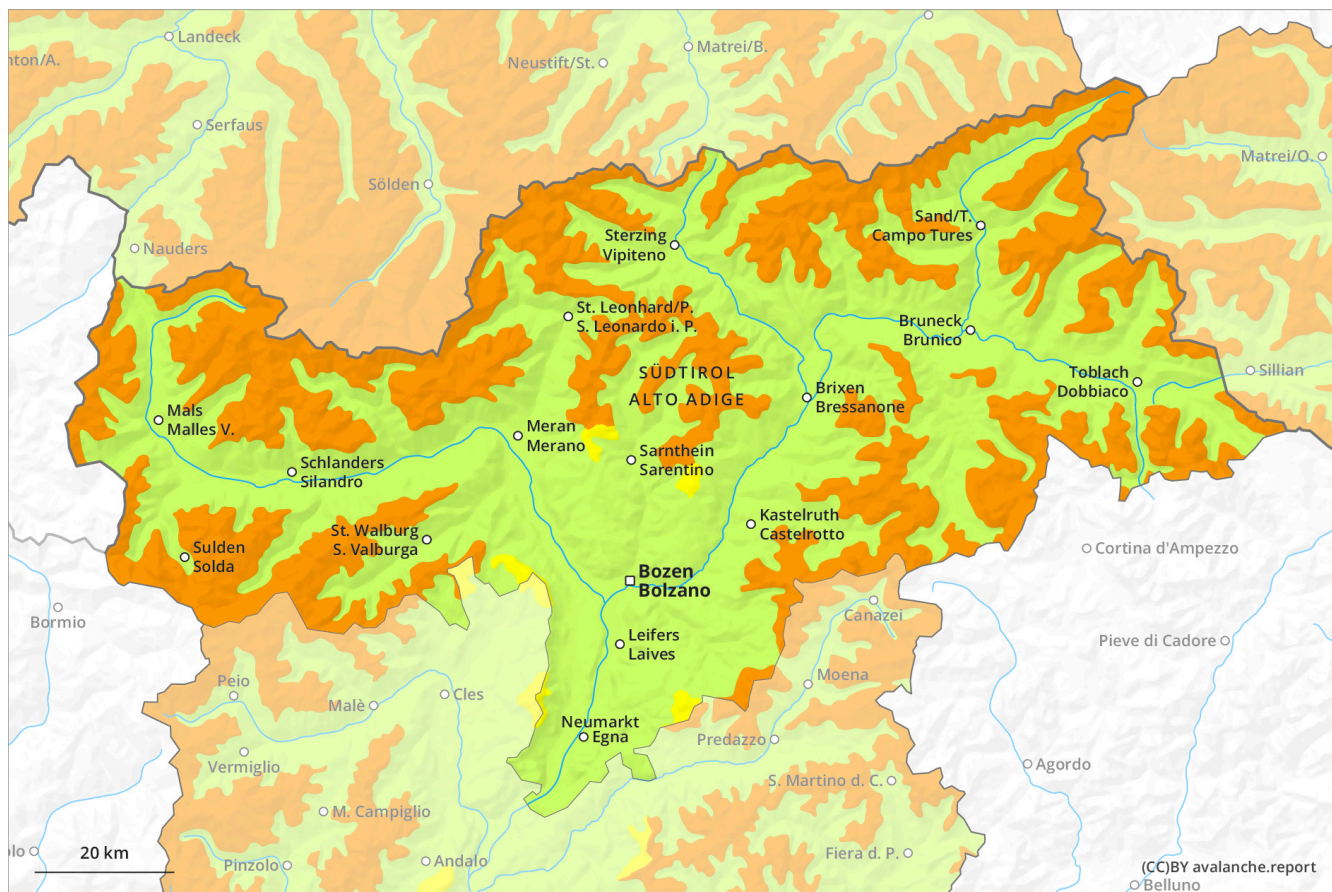 Landeck
nton/A.
Matrei/B.
Neustift/St.
Serfaus
Matrei/O.
Sölden
Sand/T.
Campo Tures
Nauders
Sterzing
Vipiteno
St. Leonhard/P.
S. Leonardo i. P.
Bruneck
Brunico
SÜDTIROL
ALTO ADIGE
Toblach
Dobbiaco
Sillian
Brixen
Bressanone
Mals
Malles V.
Meran
Merano
Sarnthein
Sarentino
Schlanders
Silandro
Kastelruth
Castelrotto
St. Walburg
S. Valburga
Sulden
Solda
Cortina d'Ampezzo
Bozen
Bolzano
Bormio
Canazei
Leifers
Laives
Pieve di Cadore
Peio
Moena
Cles
Malè
Neumarkt
Egna
Predazzo
Vermiglio
Agordo
S. Martino d. C.
M. Campiglio
olo
20 km
Pinzolo
Andalo
Fiera d. P.
(CC)BY avalanche.report
Belluno